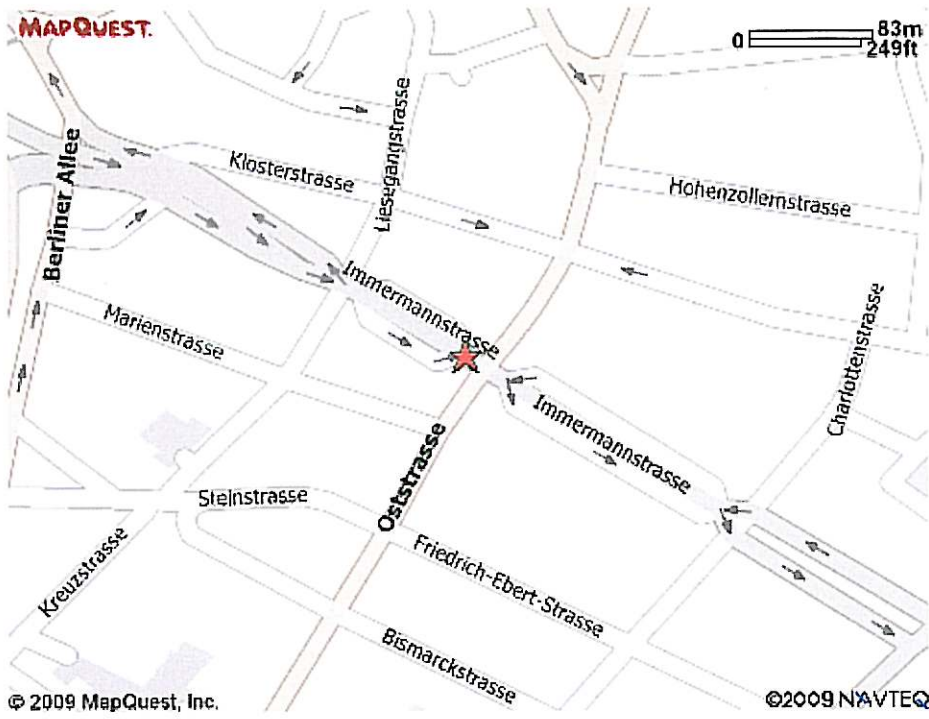 MAPQUEST.
0
83m
249ft
Berliner Allee
Klosterstrasse
Liesegangstrasse
Hohenzollernstrasse
Immermannstrasse
Marienstrasse
Charlottenstrasse
Immermannstrasse
Oststrasse
Steinstrasse
Kreuzstrasse
Friedrich-Ebert-Strasse
Bismarckstrasse
© 2009 MapQuest, Inc.
©2009 NAVTEQ